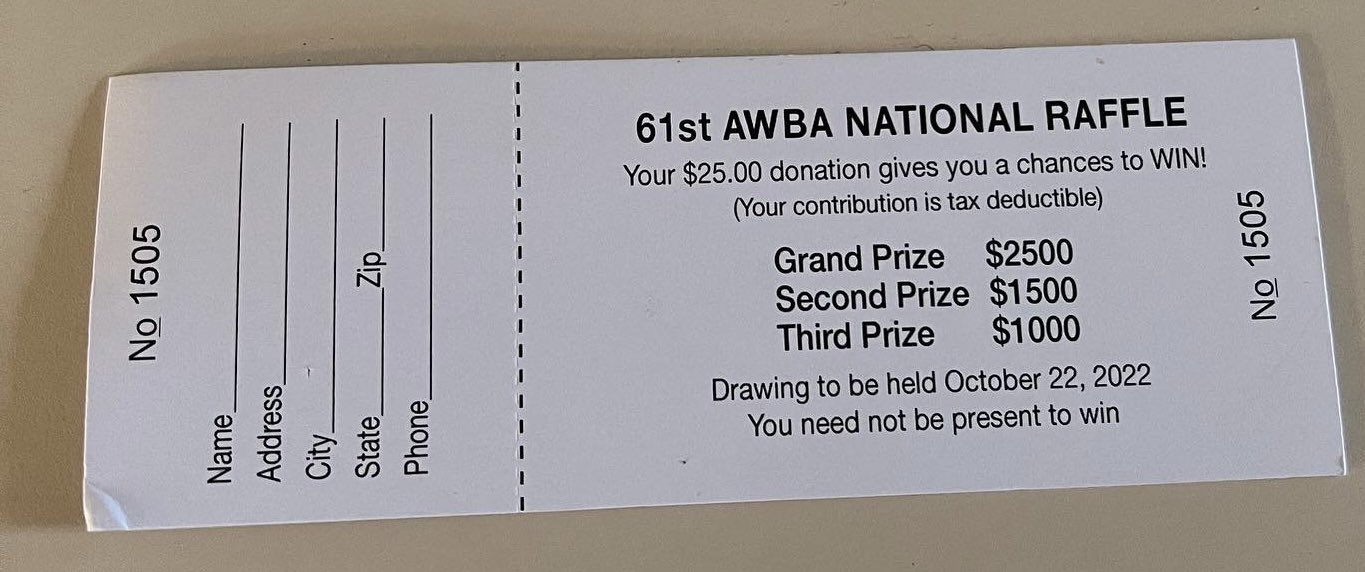 No 1505
Name
Address
City
State Zip
Phone
61st AWBA NATIONAL RAFFLE
Your $25.00 donation gives you a chances to WIN!
(Your contribution is tax deductible)
Grand Prize $2500
Second Prize $1500
Third Prize $1000
Drawing to be held October 22, 2022
You need not be present to win
No 1505